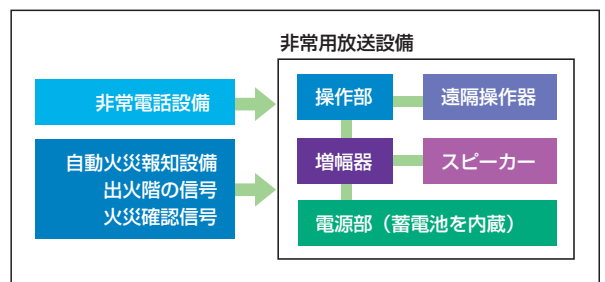 非常用放送設備
非常電話設備
自動火災報知設備
出火階の信号
火災確認信号
操作部
遠隔操作器
増幅器
スピーカー
電源部（蓄電池を内蔵）